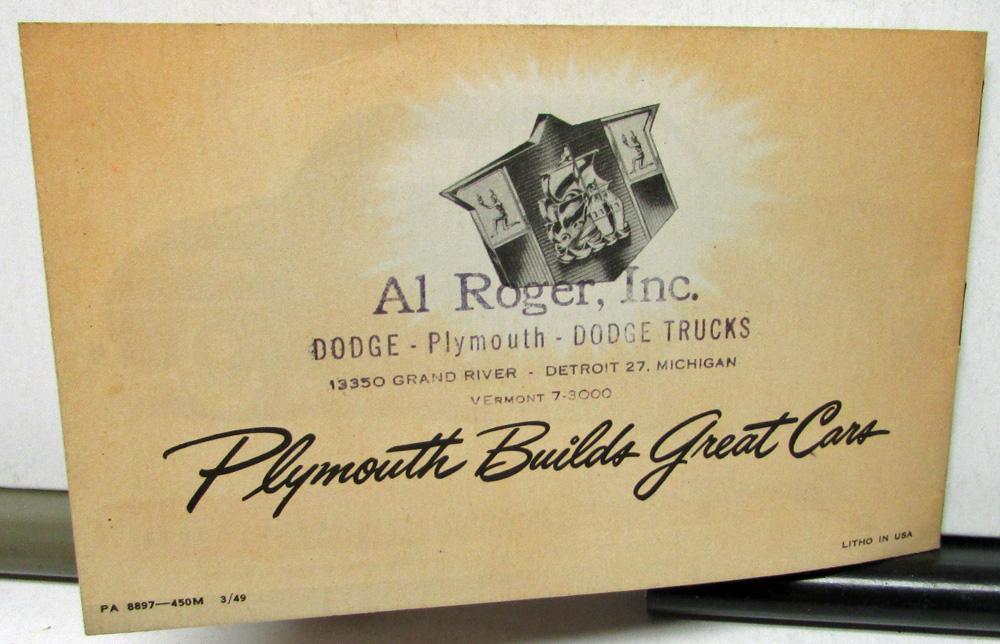 Al Roger, Inc.
DODGE - Plymouth - DODGE TRUCKS
13350 GRAND RIVER - DETROIT 27, MICHIGAN
VERMONT 7-3000
Plymouth Builds Great Cars
LITHO IN USA
PA 8897—450M 3/49